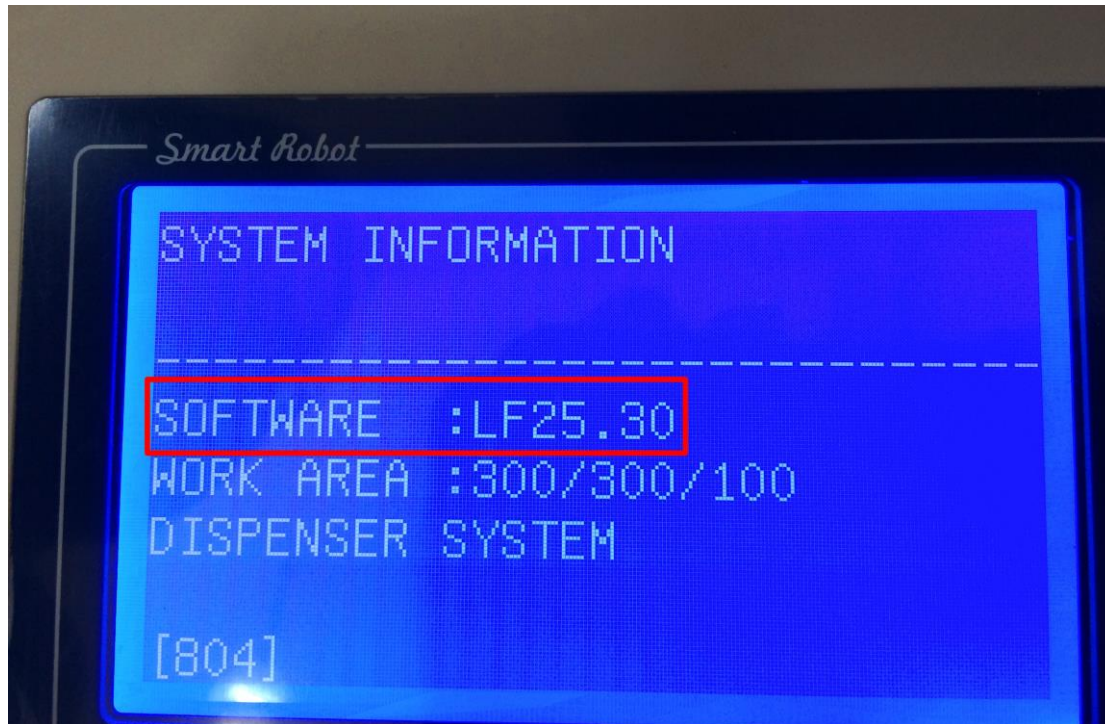 Smart Robot
SYSTEM INFORMATION
SOFTWARE :LF25.30
WORK AREA :300/300/100
DISPENSER SYSTEM
[804]